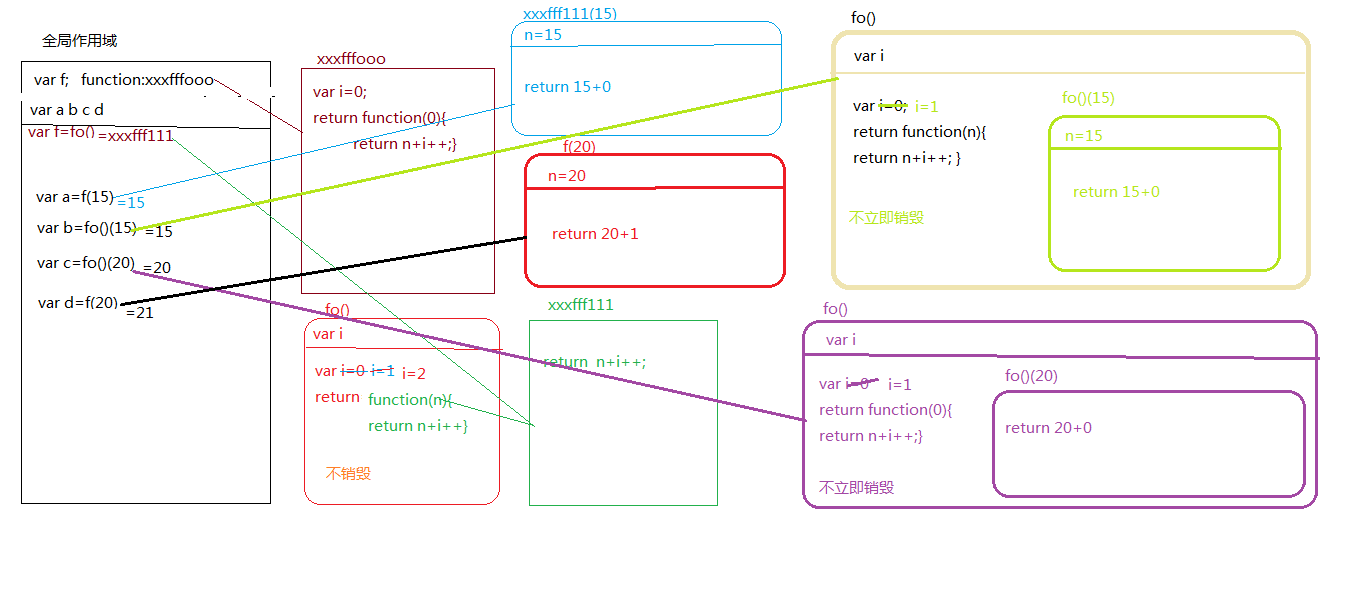 全局作用域
var f;   function:xxxfffooo
var a b c d
var f=fo() =xxxfff111
var a=f(15) =15
var b=fo()(15) =15
var c=fo()(20) =20
var d=f(20) =21
xxxfffooo
var i=0;
return function(0){
return n+i++;}
xxxfff111(15)
n=15
return 15+0
f(20)
n=20
return 20+1
fo()
var i
var i=0 i=1 i=2
return function(n){
return n+i++}
不销毁
xxxfff111
return  n+i++;
fo()
var i
var i=0; i=1
return function(n){
return n+i++; }
不立即销毁
fo()(15)
n=15
return 15+0
fo()
var i
var i=0 i=1
return function(0){
return n+i++;}
不立即销毁
fo()(20)
return 20+0